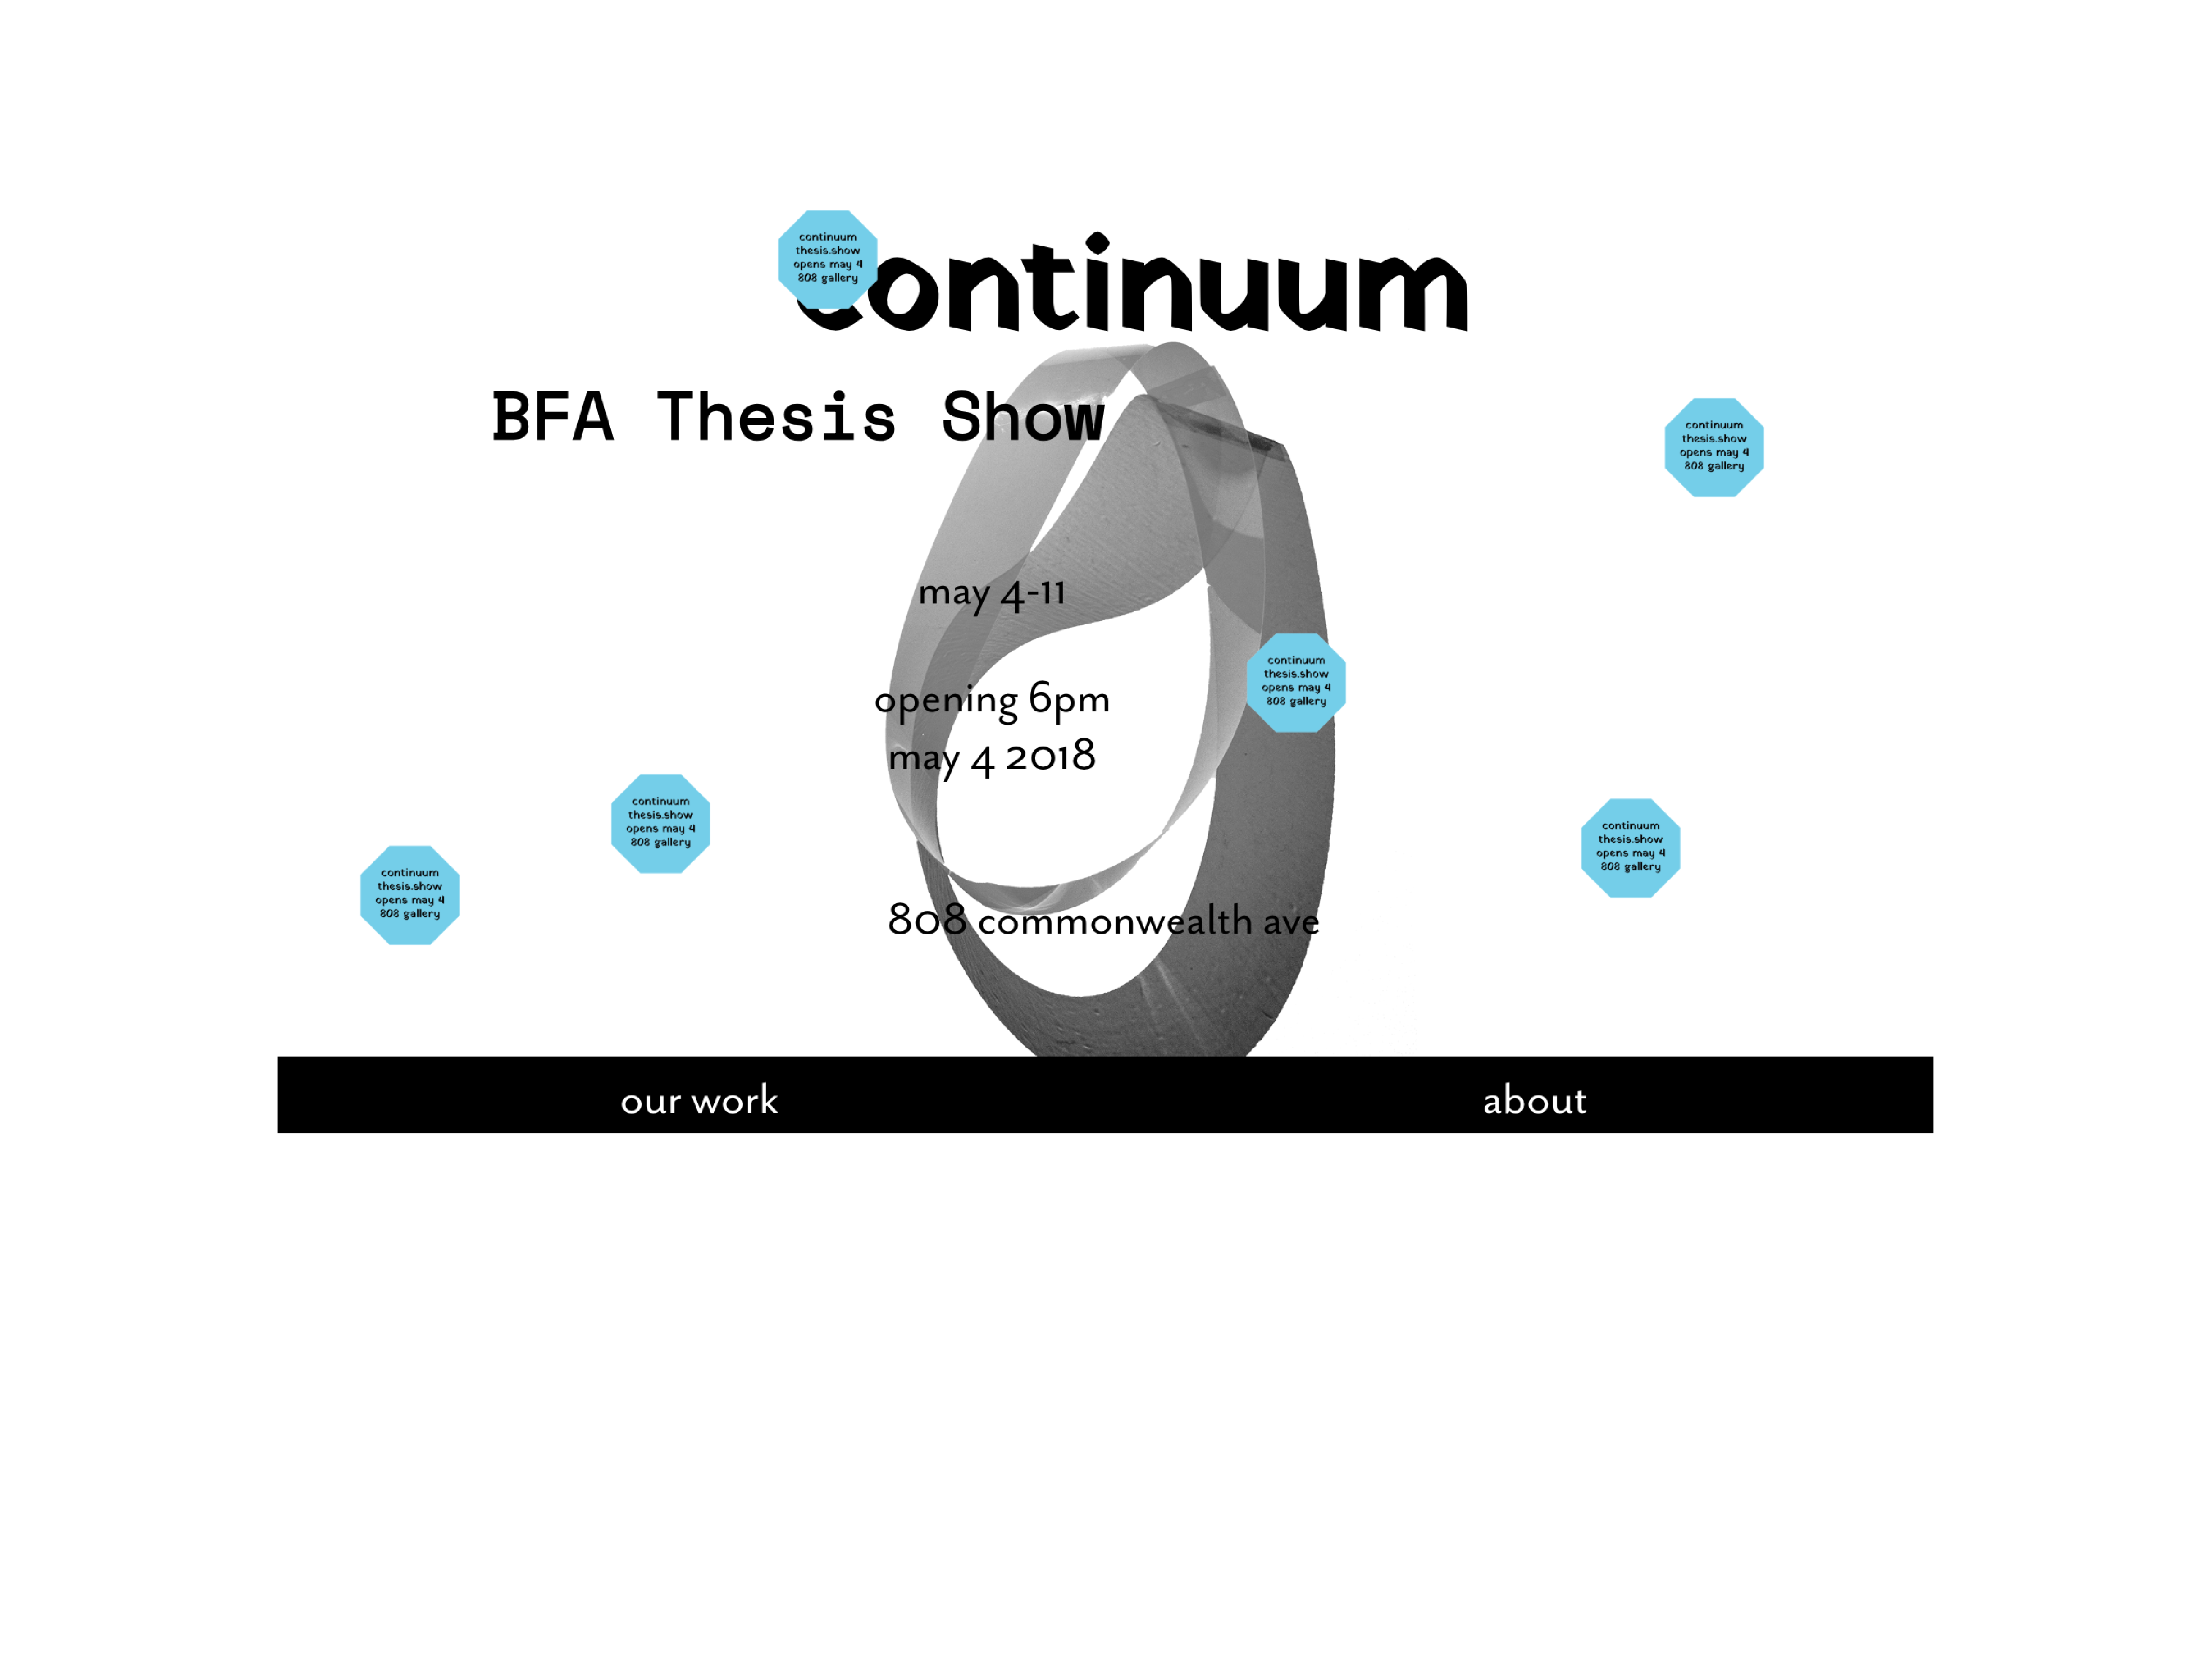 continuum
thesis.show
opens may 4
808 gallery
continuum
BFA Thesis Show
continuum
thesis.show
opens may 4
808 gallery
may 4-11
continuum
thesis.show
opens may 4
808 gallery
opening 6pm
may 4 2018
continuum
thesis.show
opens may 4
808 gallery
continuum
thesis.show
opens may 4
808 gallery
continuum
thesis.show
opens may 4
808 gallery
808 commonwealth ave
our work
about